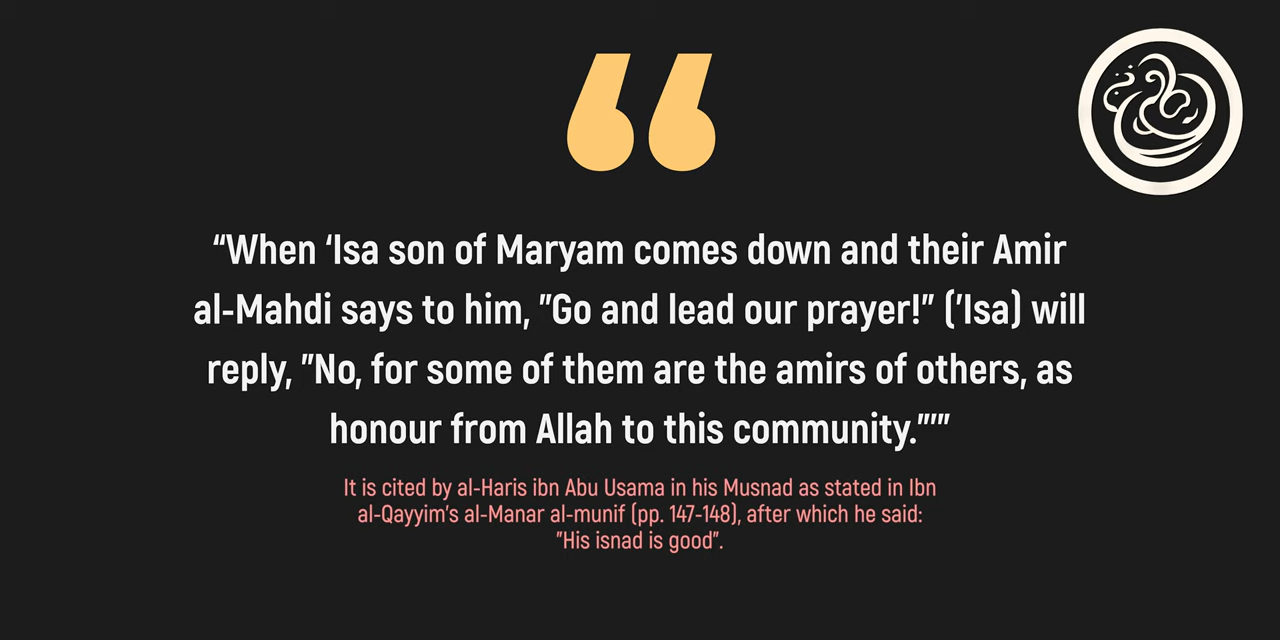 “When ‘Isa son of Maryam comes down and their Amir
al-Mahdi says to him, ”Go and lead our prayer!” (’Isa) will
reply, ”No, for some of them are the amirs of others, as
honour from Allah to this community.”’”
It is cited by al-Haris ibn Abu Usama in his Musnad as stated in Ibn
al-Qayyim’s al-Manar al-munif (pp. 147-148), after which he said:
”His isnad is good”.